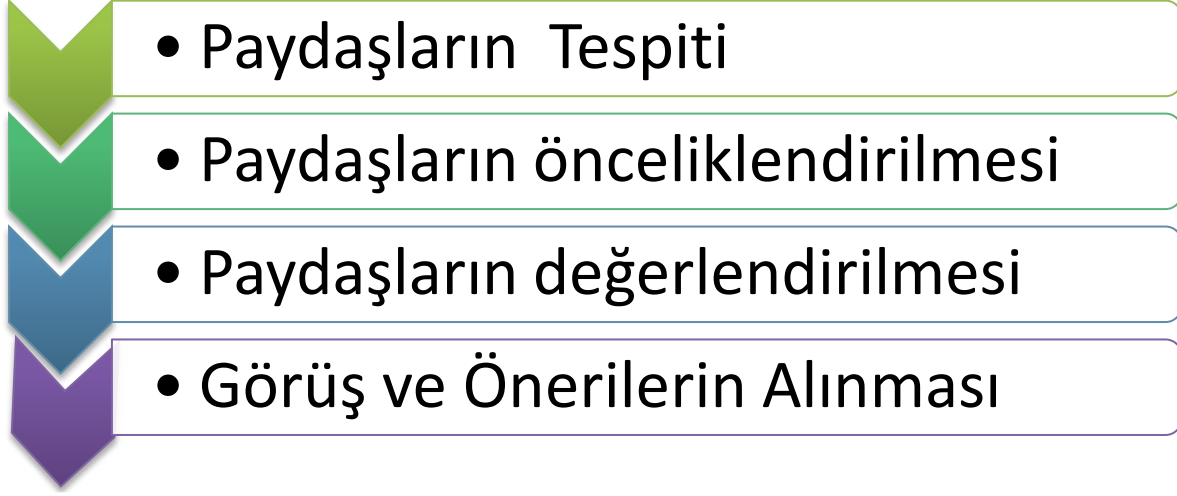 • Paydaşların Tespiti
• Paydaşların önceliklendirilmesi
• Paydaşların değerlendirilmesi
• Görüş ve Önerilerin Alınması